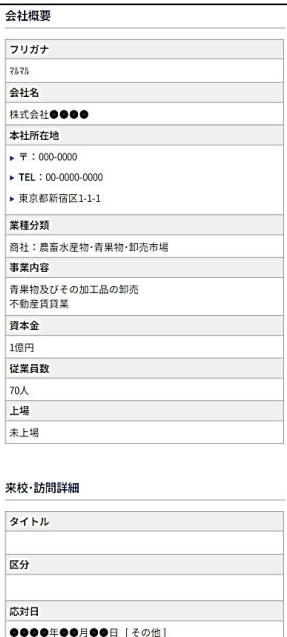 会社概要
フリガナ
ﾏﾙﾏﾙ
会社名
株式会社●●●●
本社所在地
〒：000-0000
TEL：00-0000-0000
東京都新宿区1-1-1
業種分類
商社：農畜水産物･青果物･卸売市場
事業内容
青果物及びその加工品の卸売
不動産賃貸業
資本金
1億円
従業員数
70人
上場
未上場
来校･訪問詳細
タイトル
区分
応対日
●●●●年●●月●●日［その他］